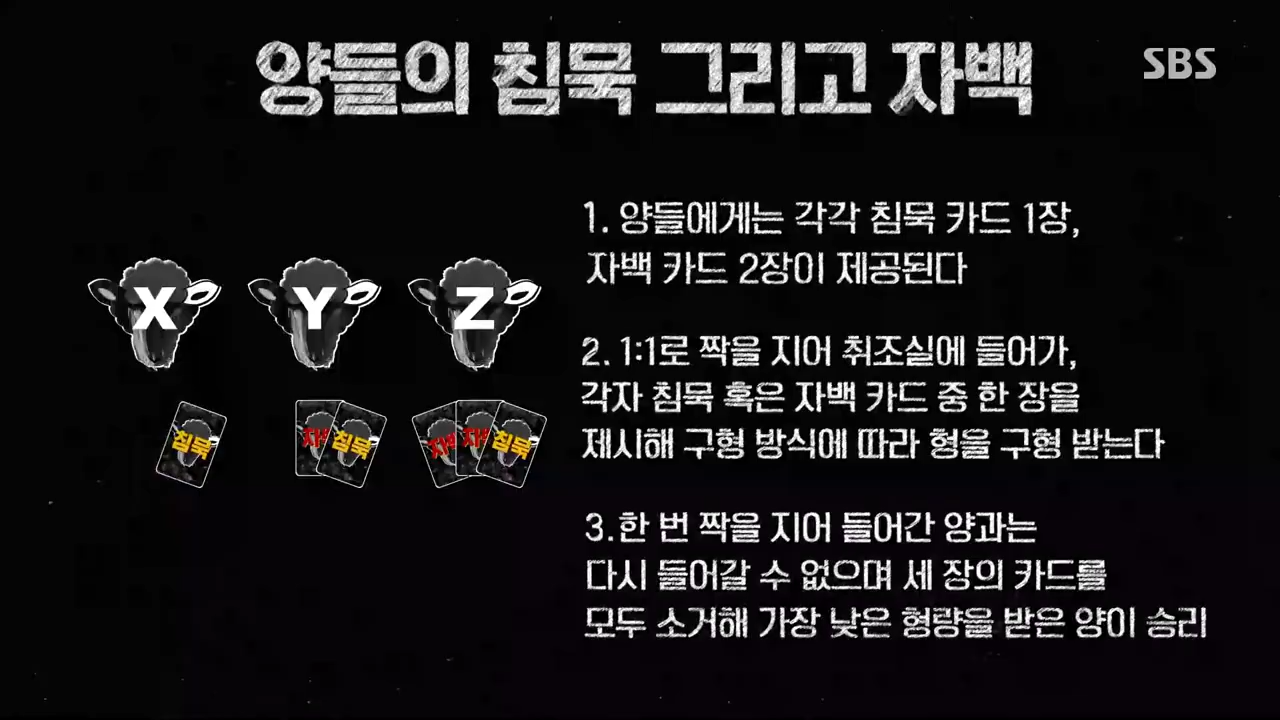 양들의 침묵 그리고 자백
SBS
1. 양들에게는 각각 침묵 카드 1장,
자백 카드 2장이 제공된다
X Y Z
2. 1:1로 짝을 지어 취조실에 들어가,
각자 침묵 혹은 자백 카드 중 한 장을
제시해 구형 방식에 따라 형을 구형 받는다
침묵 자백 침묵 자백 자백 침묵
3.한 번 짝을 지어 들어간 양과는
다시 들어갈 수 없으며 세 장의 카드를
모두 소거해 가장 낮은 형량을 받은 양이 승리